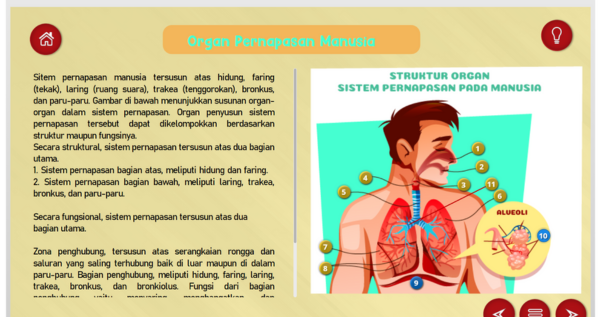 Organ Pernapasan Manusia
Sitem pernapasan manusia tersusun atas hidung, faring
(tekak), laring (ruang suara), trakea (tenggorokan), bronkus,
dan paru-paru. Gambar di bawah menunjukkan susunan organ-
organ dalam sistem pernapasan. Organ penyusun sistem
pernapasan tersebut dapat dikelompokkan berdasarkan
struktur maupun fungsinya.
Secara struktural, sistem pernapasan tersusun atas dua bagian
utama.
1. Sistem pernapasan bagian atas, meliputi hidung dan faring.
2. Sistem pernapasan bagian bawah, meliputi laring, trakea,
bronkus, dan paru-paru.
Secara fungsional, sistem pernapasan tersusun atas dua
bagian utama.
Zona penghubung, tersusun atas serangkaian rongga dan
saluran yang saling terhubung baik di luar maupun di dalam
paru-paru. Bagian penghubung, meliputi hidung, faring, laring,
trakea, bronkus, dan bronkiolus. Fungsi dari bagian
penghubung yaitu menyaring, menghangatkan, dan
STRUKTUR ORGAN
SISTEM PERNAPASAN PADA MANUSIA
1
2
4
3
11
5
6
ALVEOLI
10
7
8
9